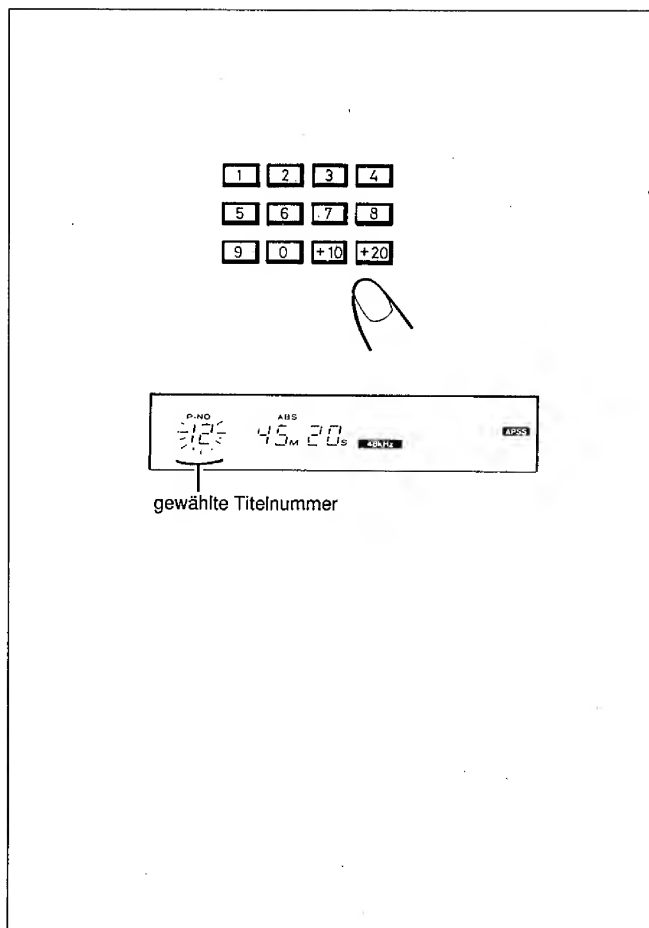 1 2 3 4
5 6 7 8
9 0 +10 +20
P-NO ABS
12 45M 20S 48kHz APSS
gewählte Titelnummer